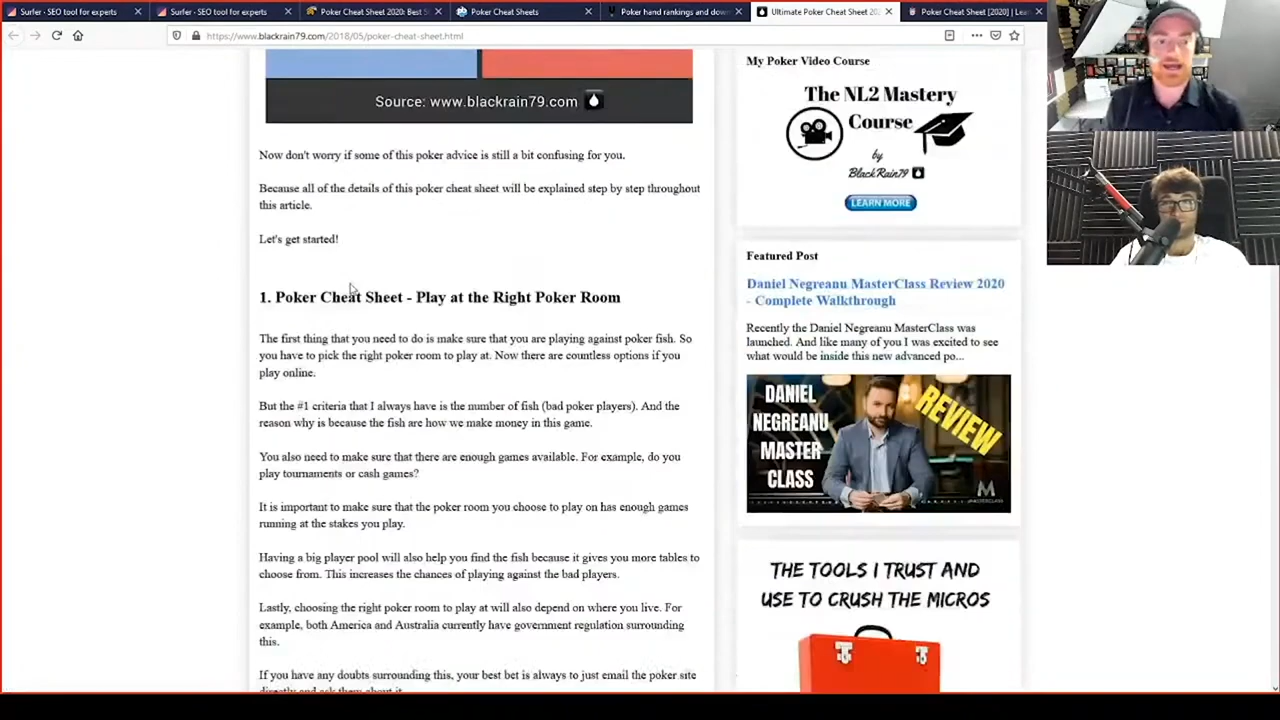 Surfer - SEO tool for experts
Surfer - SEO tool for experts
Poker Cheat Sheet 2020: Best S
Poker Cheat Sheets
Poker hand rankings and down
Ultimate Poker Cheat Sheet 202
Poker Cheat Sheet [2020] | Lea
https://www.blackrain79.com/2018/05/poker-cheat-sheet.html
Source: www.blackrain79.com
Now don't worry if some of this poker advice is still a bit confusing for you.
Because all of the details of this poker cheat sheet will be explained step by step throughout
this article.
Let's get started!
1. Poker Cheat Sheet - Play at the Right Poker Room
The first thing that you need to do is make sure that you are playing against poker fish. So
you have to pick the right poker room to play at. Now there are countless options if you
play online.
But the #1 criteria that I always have is the number of fish (bad poker players). And the
reason why is because the fish are how we make money in this game.
You also need to make sure that there are enough games available. For example, do you
play tournaments or cash games?
It is important to make sure that the poker room you choose to play on has enough games
running at the stakes you play.
Having a big player pool will also help you find the fish because it gives you more tables to
choose from. This increases the chances of playing against the bad players.
Lastly, choosing the right poker room to play at will also depend on where you live. For
example, both America and Australia currently have government regulation surrounding
this.
If you have any doubts surrounding this, your best bet is always to just email the poker site
directly and ask them about it.
My Poker Video Course
The NL2 Mastery
Course
by
BlackRain79
LEARN MORE
Featured Post
Daniel Negreanu MasterClass Review 2020
- Complete Walkthrough
Recently the Daniel Negreanu MasterClass was
launched. And like many of you I was excited to see
what would be inside this new advanced po...
DANIEL
NEGREANU
MASTER
CLASS
REVIEW
THE TOOLS I TRUST AND
USE TO CRUSH THE MICROS